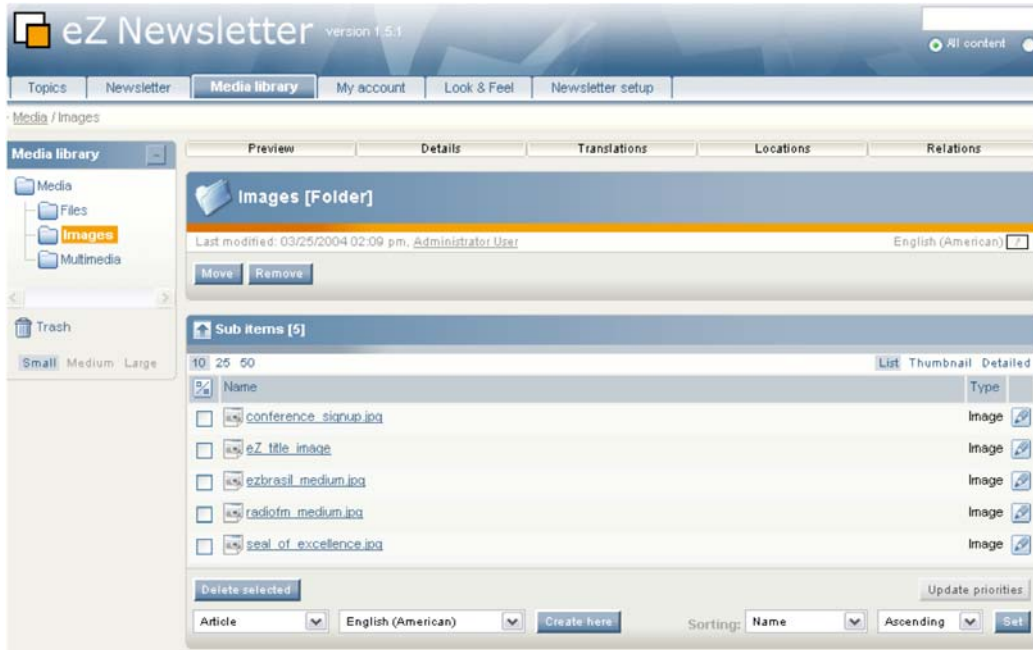 eZ Newsletter version 1.5.1
All content
Topics Newsletter Media library My account Look & Feel Newsletter setup
Media / Images
Media library -
Preview Details Translations Locations Relations
Media
Files
Images
Multimedia
Images [Folder]
Last modified: 03/25/2004 02:09 pm, Administrator User English (American) /
Move Remove
Trash
Small Medium Large
Sub items [5]
10 25 50 List Thumbnail Detailed
Name Type
conference_signup.jpg Image
eZ_title_image Image
ezbrasil_medium.jpg Image
radiofm_medium.jpg Image
seal_of_excellence.jpg Image
Delete selected Update priorities
Article English (American) Create here Sorting: Name Ascending Set